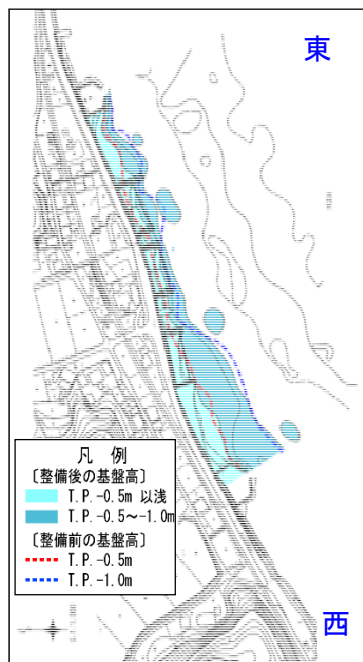 東
凡 例
〔整備後の基盤高〕
T.P.-0.5m 以浅
T.P.-0.5～-1.0m
〔整備前の基盤高〕
T.P.-0.5m
T.P.-1.0m
西